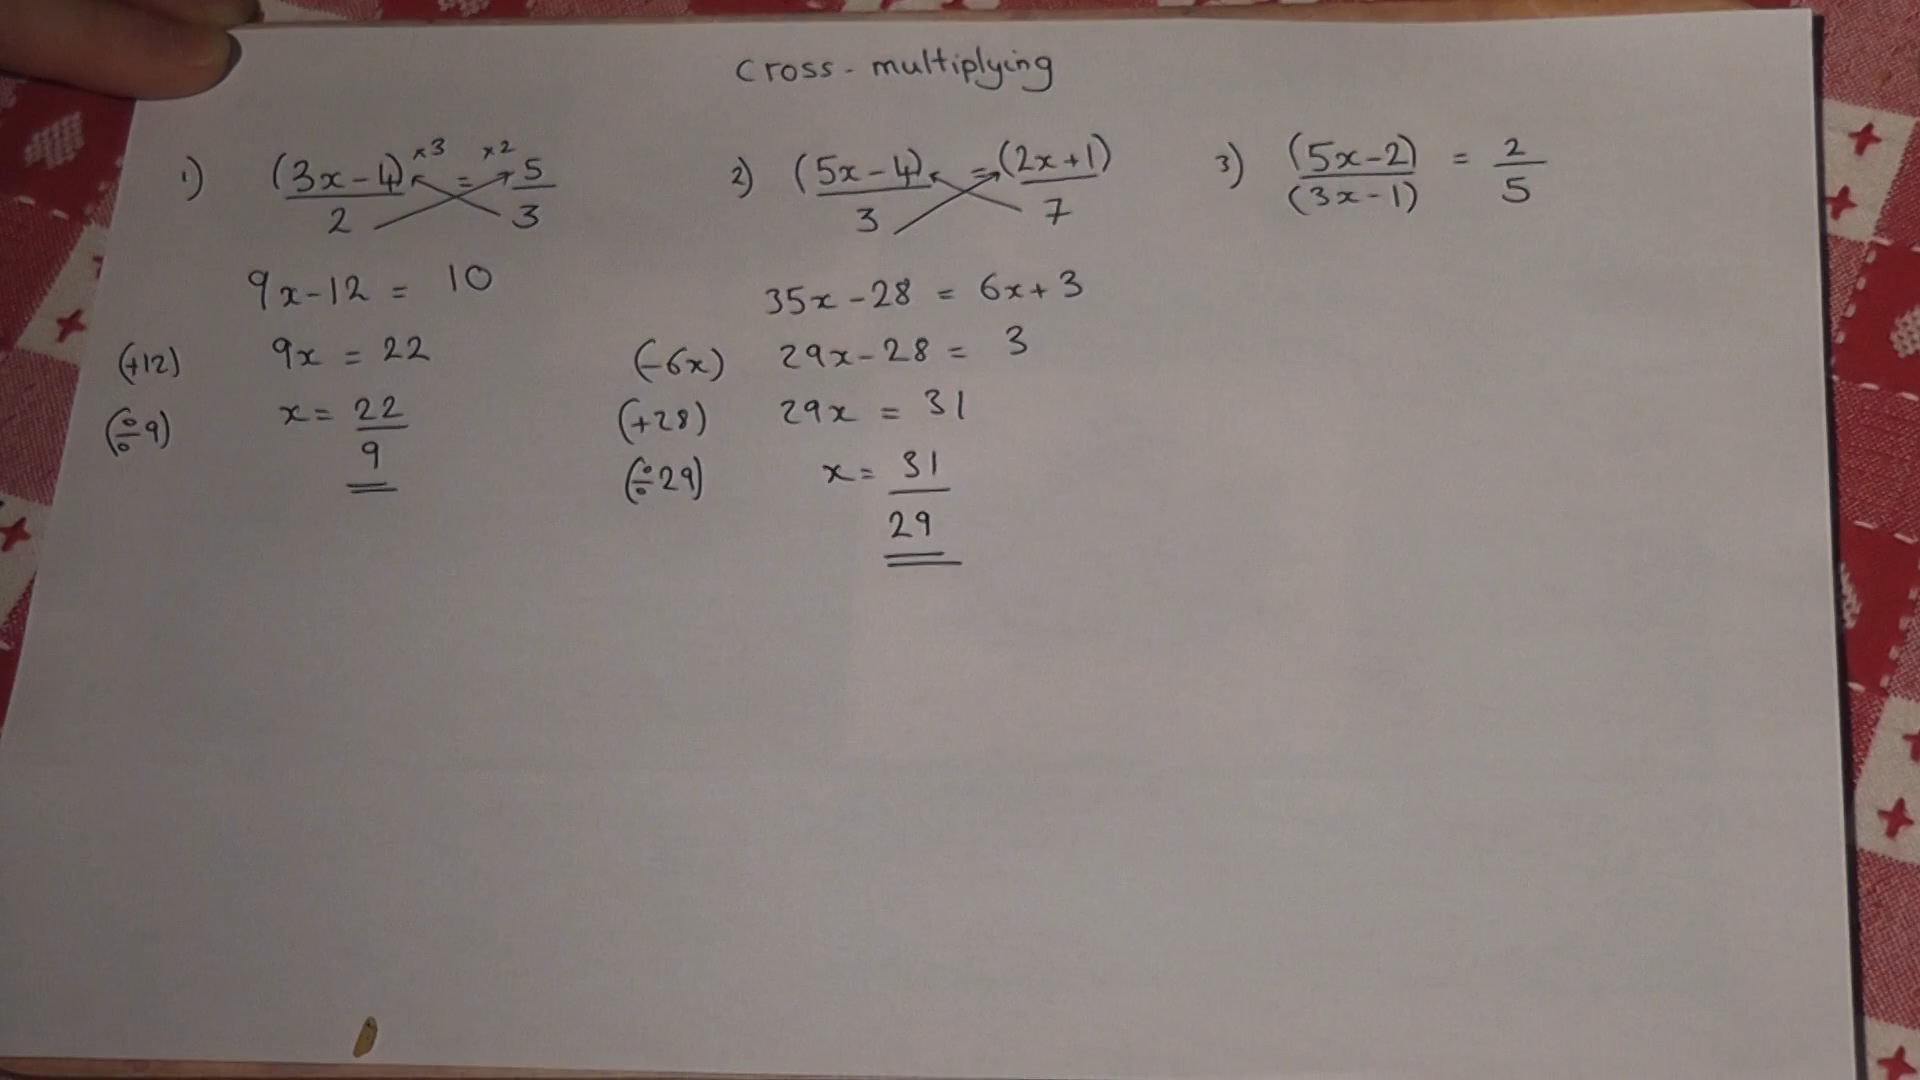 Cross-multiplying
1) (3x-4)/2 ×3 = ×2 5/3
9x-12 = 10
(+12) 9x = 22
(÷9) x = 22/9
2) (5x-4)/3 = (2x+1)/7
35x-28 = 6x+3
(-6x) 29x-28 = 3
(+28) 29x = 31
(÷29) x = 31/29
3) (5x-2)/(3x-1) = 2/5